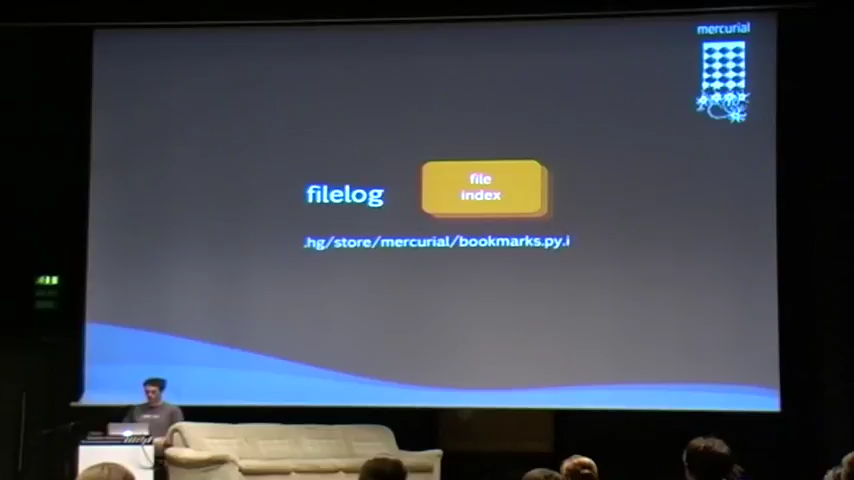 mercurial
file
index
filelog
.hg/store/mercurial/bookmarks.py.i